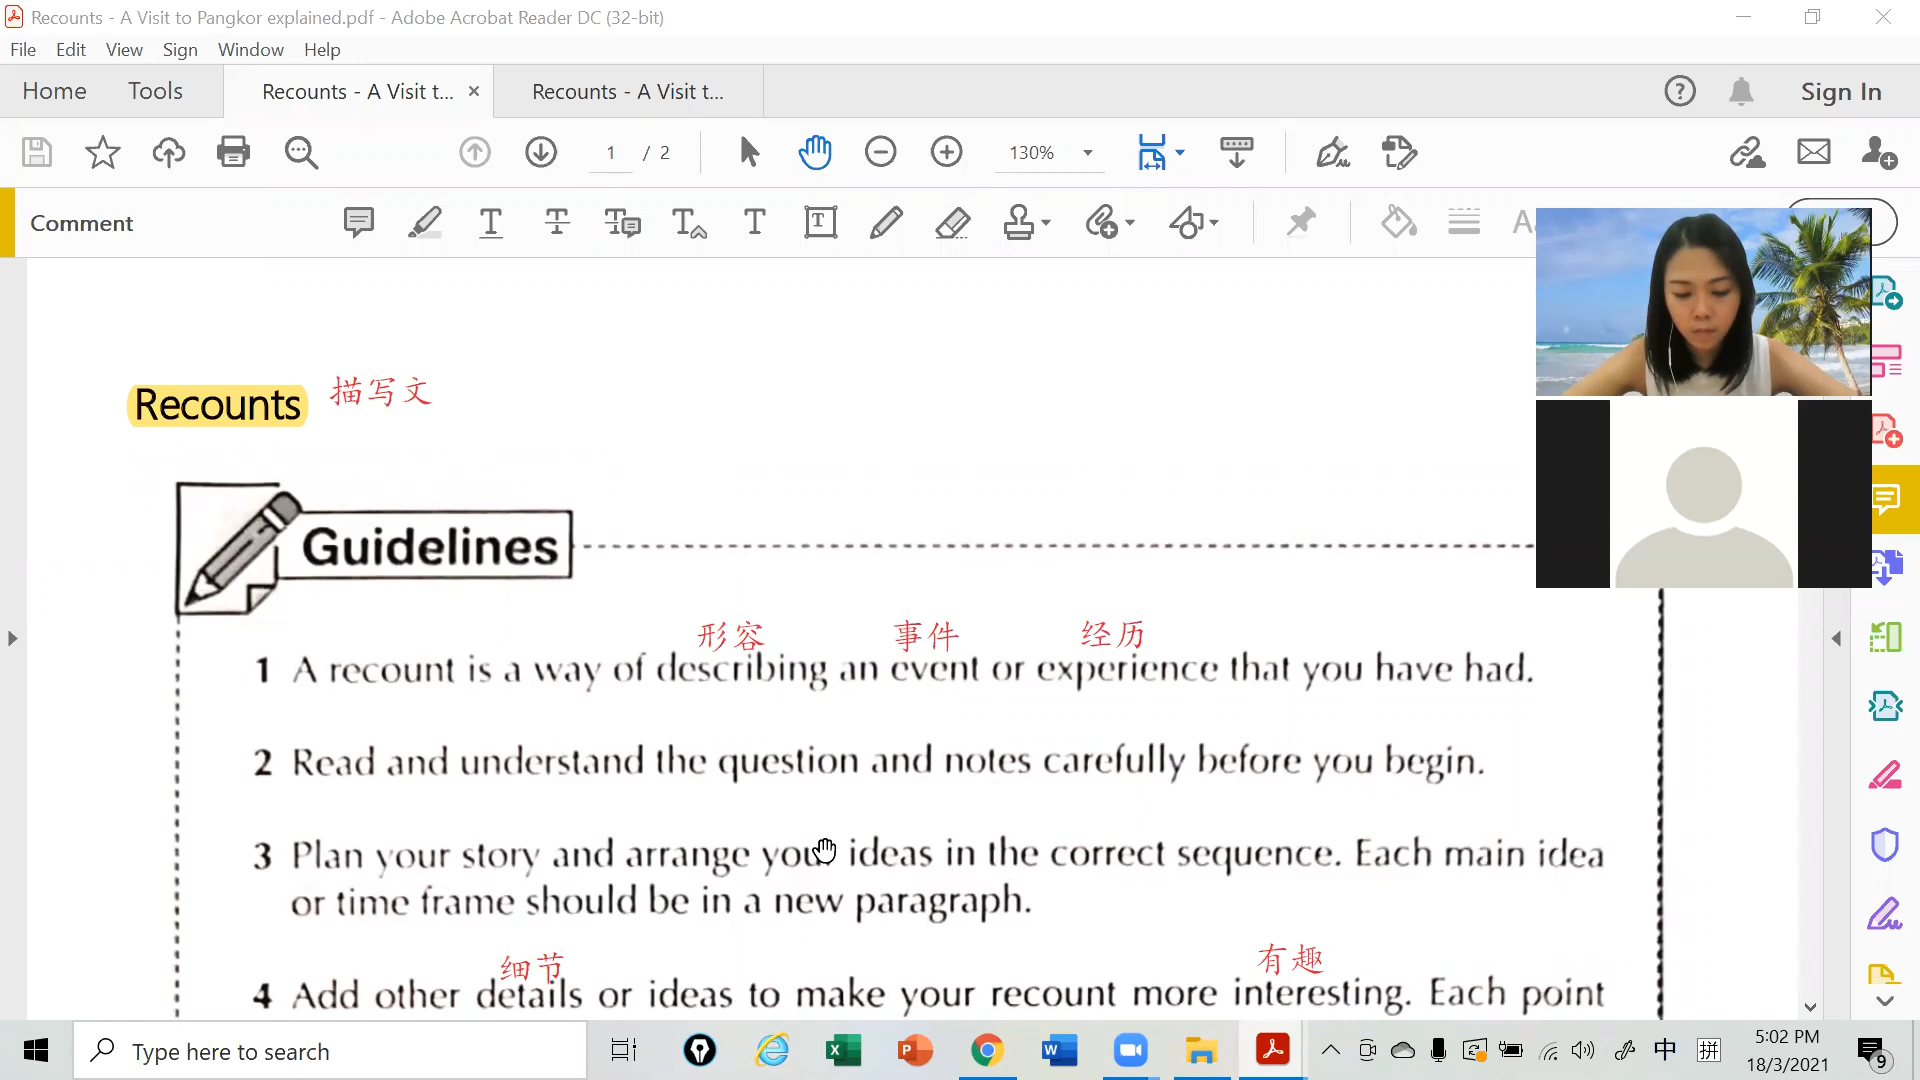 Recounts - A Visit to Pangkor explained.pdf - Adobe Acrobat Reader DC (32-bit)
File Edit View Sign Window Help
Home Tools Recounts - A Visit t... × Recounts - A Visit t... Sign In
1 / 2 130%
Comment
Recounts 描写文
Guidelines
形容 事件 经历
1 A recount is a way of describing an event or experience that you have had.
2 Read and understand the question and notes carefully before you begin.
3 Plan your story and arrange your ideas in the correct sequence. Each main idea
or time frame should be in a new paragraph.
细节 有趣
4 Add other details or ideas to make your recount more interesting. Each point
Type here to search
中 拼
5:02 PM
18/3/2021
9